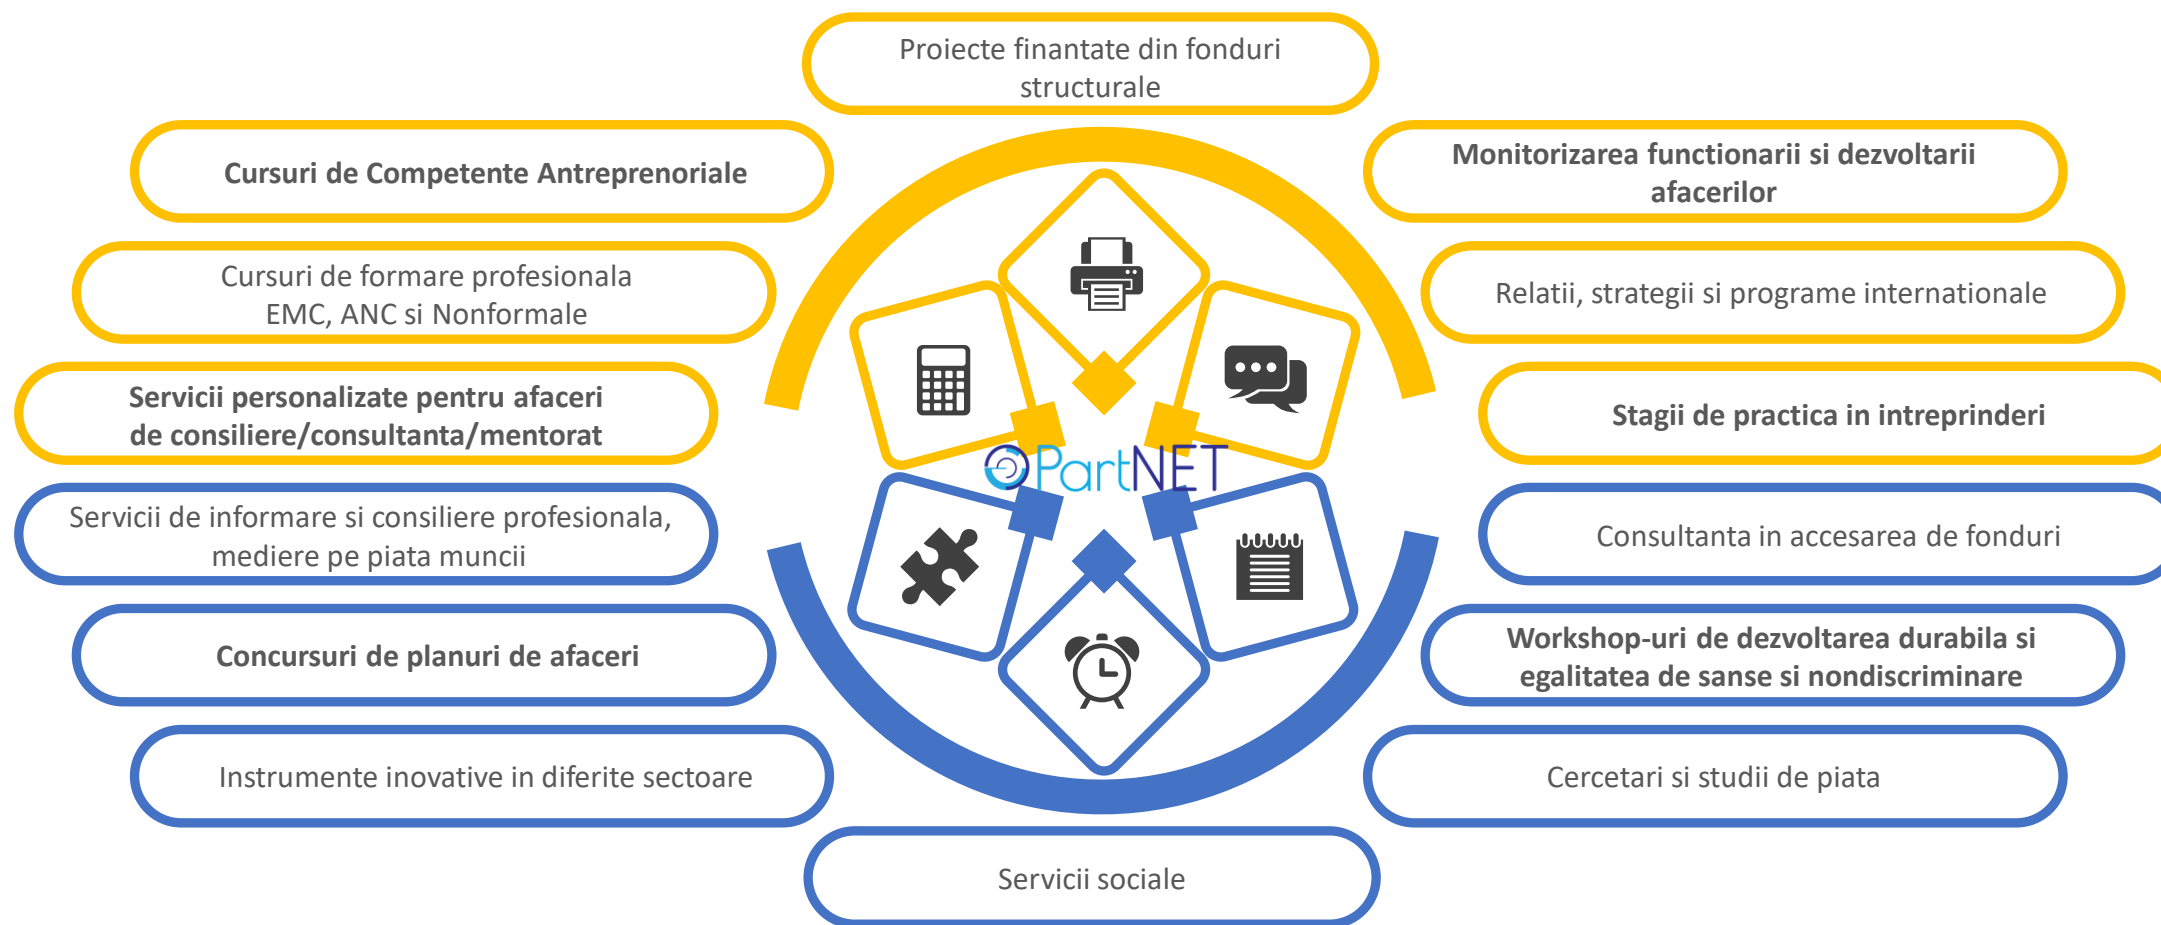 Proiecte finantate din fonduri
structurale
Cursuri de Competente Antreprenoriale
Monitorizarea functionarii si dezvoltarii
afacerilor
Cursuri de formare profesionala
EMC, ANC si Nonformale
Relatii, strategii si programe internationale
Servicii personalizate pentru afaceri
de consiliere/consultanta/mentorat
Stagii de practica in intreprinderi
PartNET
Servicii de informare si consiliere profesionala,
mediere pe piata muncii
Consultanta in accesarea de fonduri
Concursuri de planuri de afaceri
Workshop-uri de dezvoltarea durabila si
egalitatea de sanse si nondiscriminare
Instrumente inovative in diferite sectoare
Cercetari si studii de piata
Servicii sociale